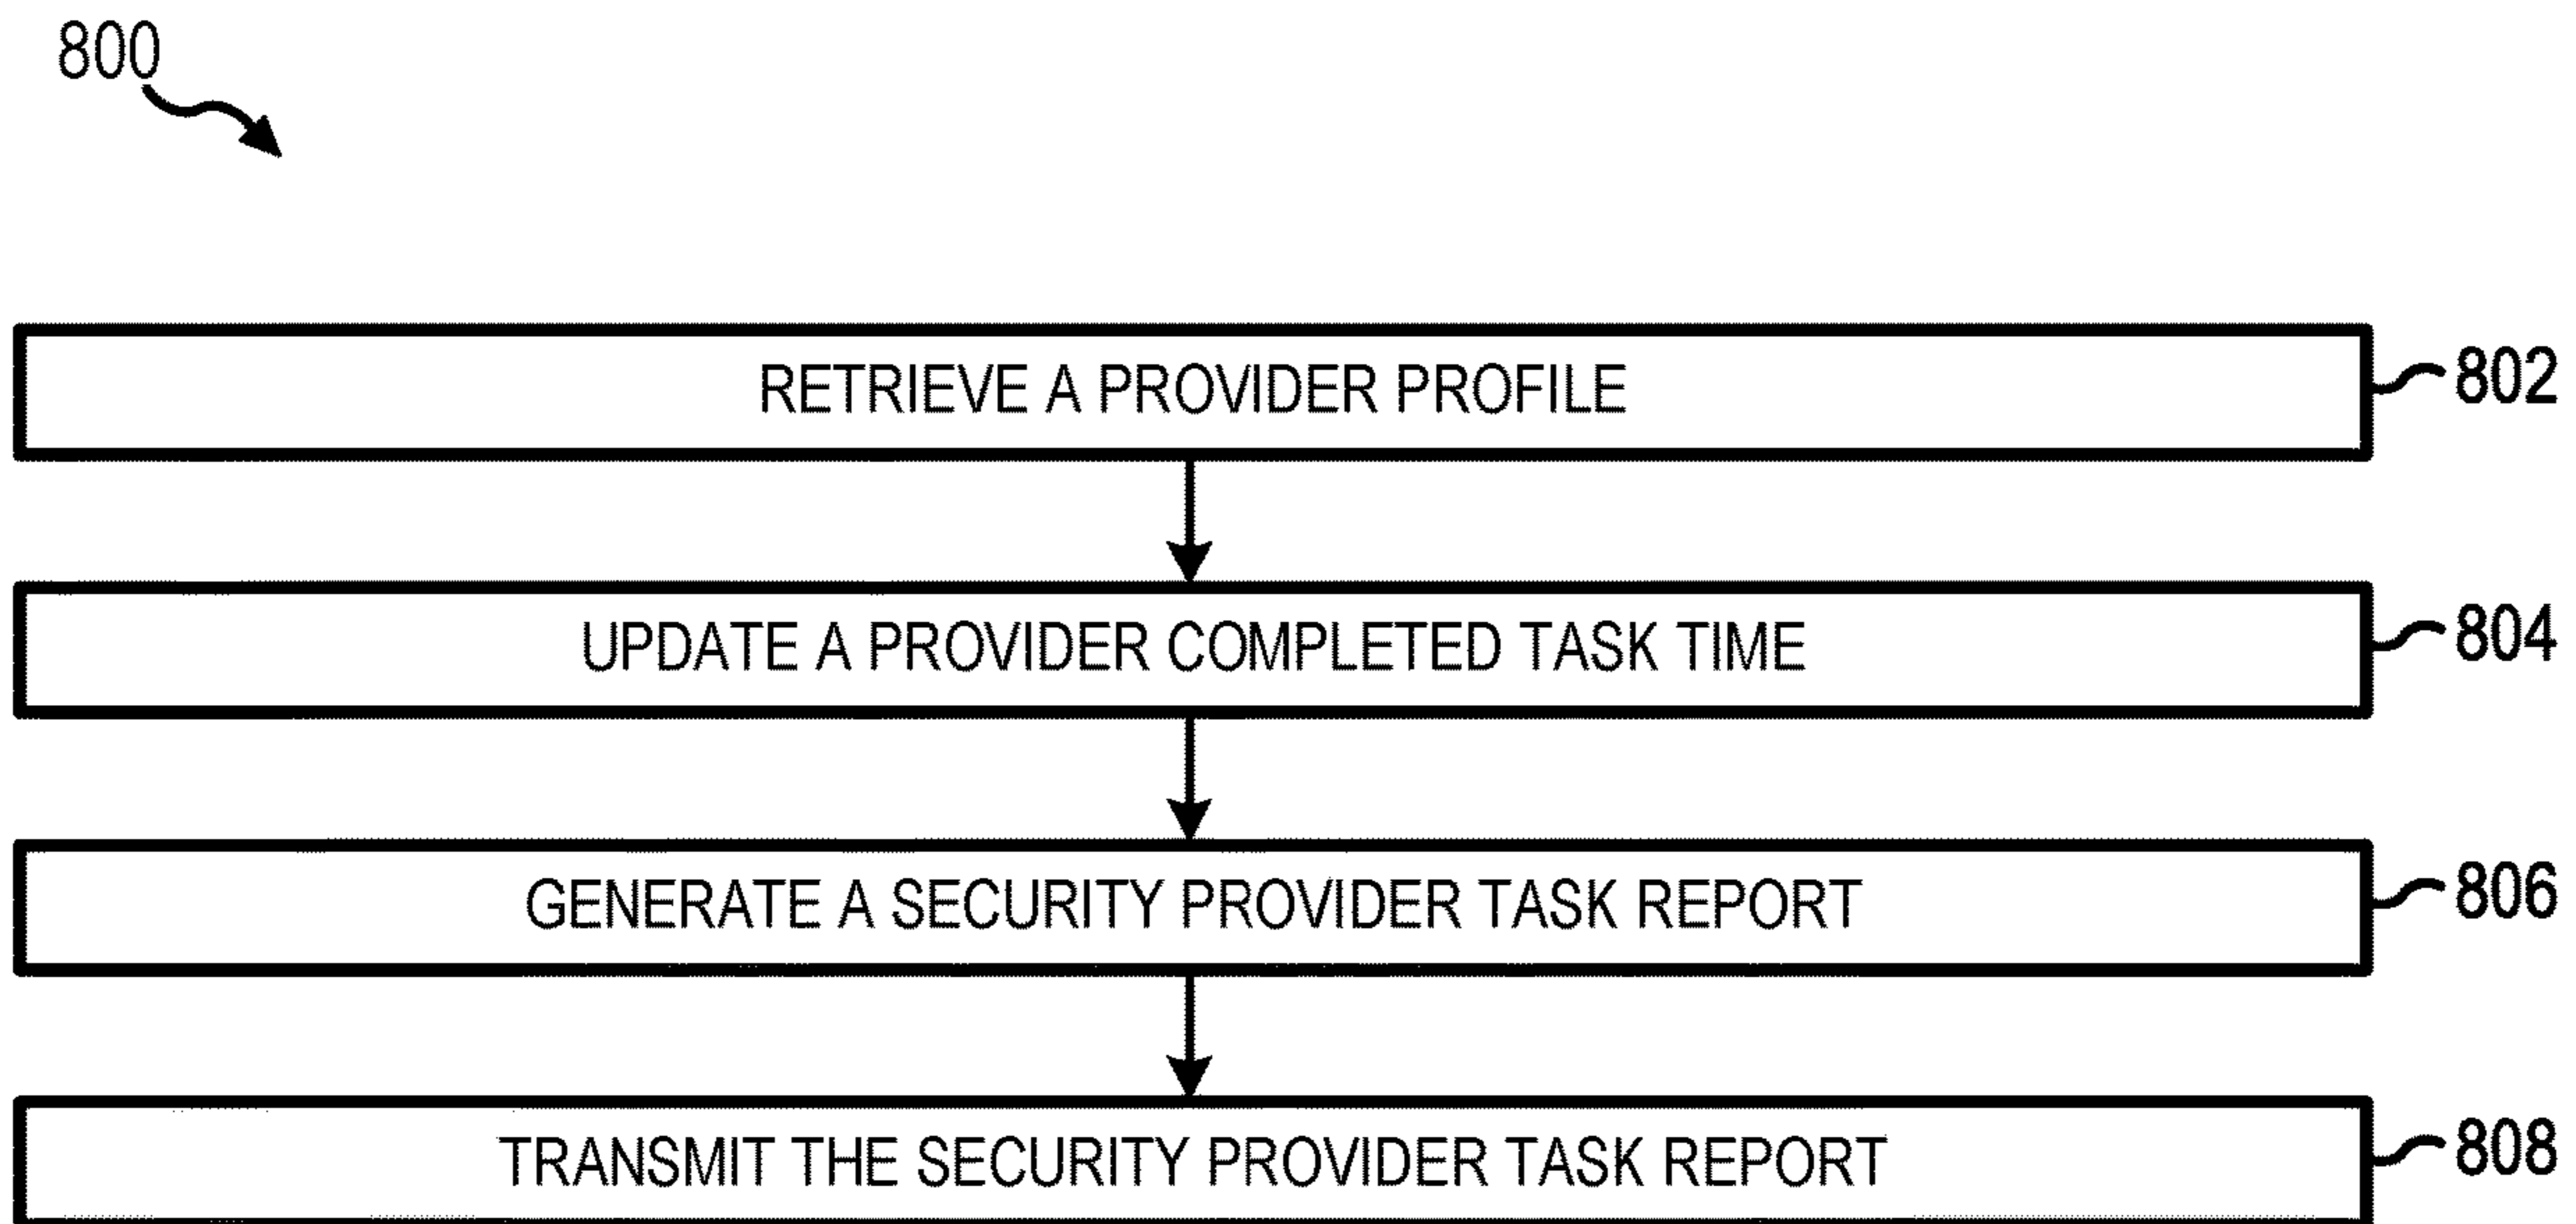 800
RETRIEVE A PROVIDER PROFILE
802
UPDATE A PROVIDER COMPLETED TASK TIME
804
GENERATE A SECURITY PROVIDER TASK REPORT
806
TRANSMIT THE SECURITY PROVIDER TASK REPORT
808